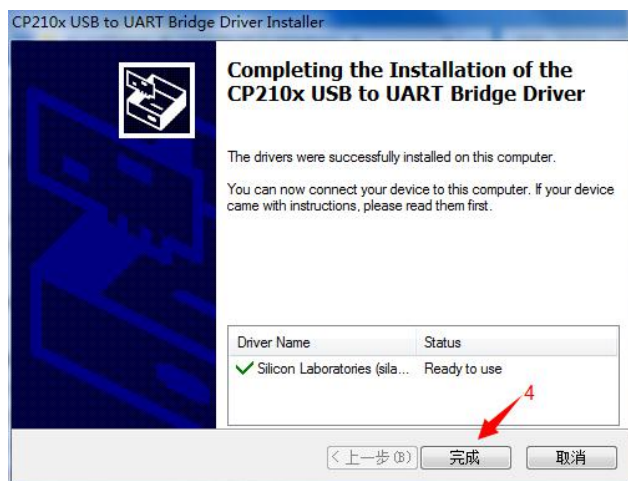 CP210x USB to UART Bridge Driver Installer
Completing the Installation of the
CP210x USB to UART Bridge Driver
The drivers were successfully installed on this computer.
You can now connect your device to this computer. If your device
came with instructions, please read them first.
Driver Name Status
Silicon Laboratories (sila... Ready to use
4
<上一步(B) 完成 取消